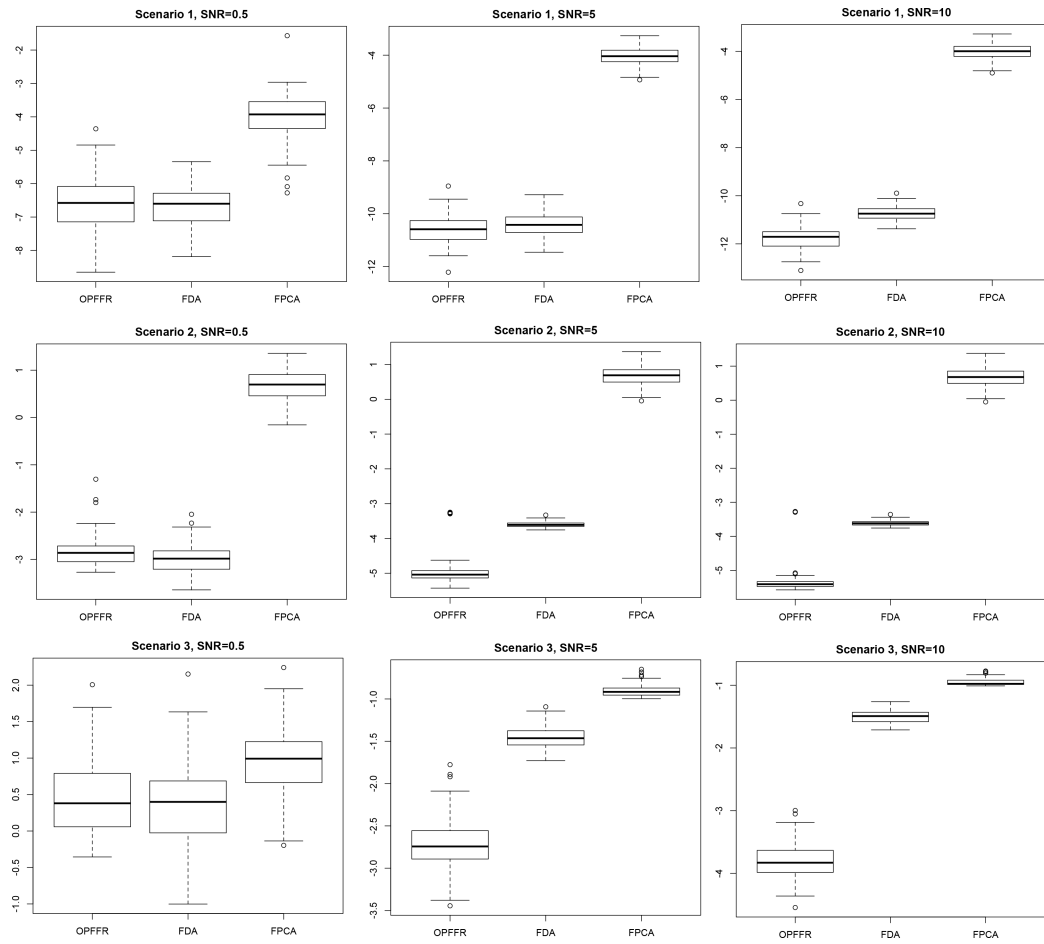 Scenario 1, SNR=0.5
-2
-3
-4
-5
-6
-7
-8
OPFFR FDA FPCA
Scenario 1, SNR=5
-4
-6
-8
-10
-12
OPFFR FDA FPCA
Scenario 1, SNR=10
-4
-6
-8
-10
-12
OPFFR FDA FPCA
Scenario 2, SNR=0.5
1
0
-1
-2
-3
OPFFR FDA FPCA
Scenario 2, SNR=5
1
0
-1
-2
-3
-4
-5
OPFFR FDA FPCA
Scenario 2, SNR=10
1
0
-1
-2
-3
-4
-5
OPFFR FDA FPCA
Scenario 3, SNR=0.5
2.0
1.5
1.0
0.5
0.0
-0.5
-1.0
OPFFR FDA FPCA
Scenario 3, SNR=5
-1.0
-1.5
-2.0
-2.5
-3.0
-3.5
OPFFR FDA FPCA
Scenario 3, SNR=10
-1
-2
-3
-4
OPFFR FDA FPCA